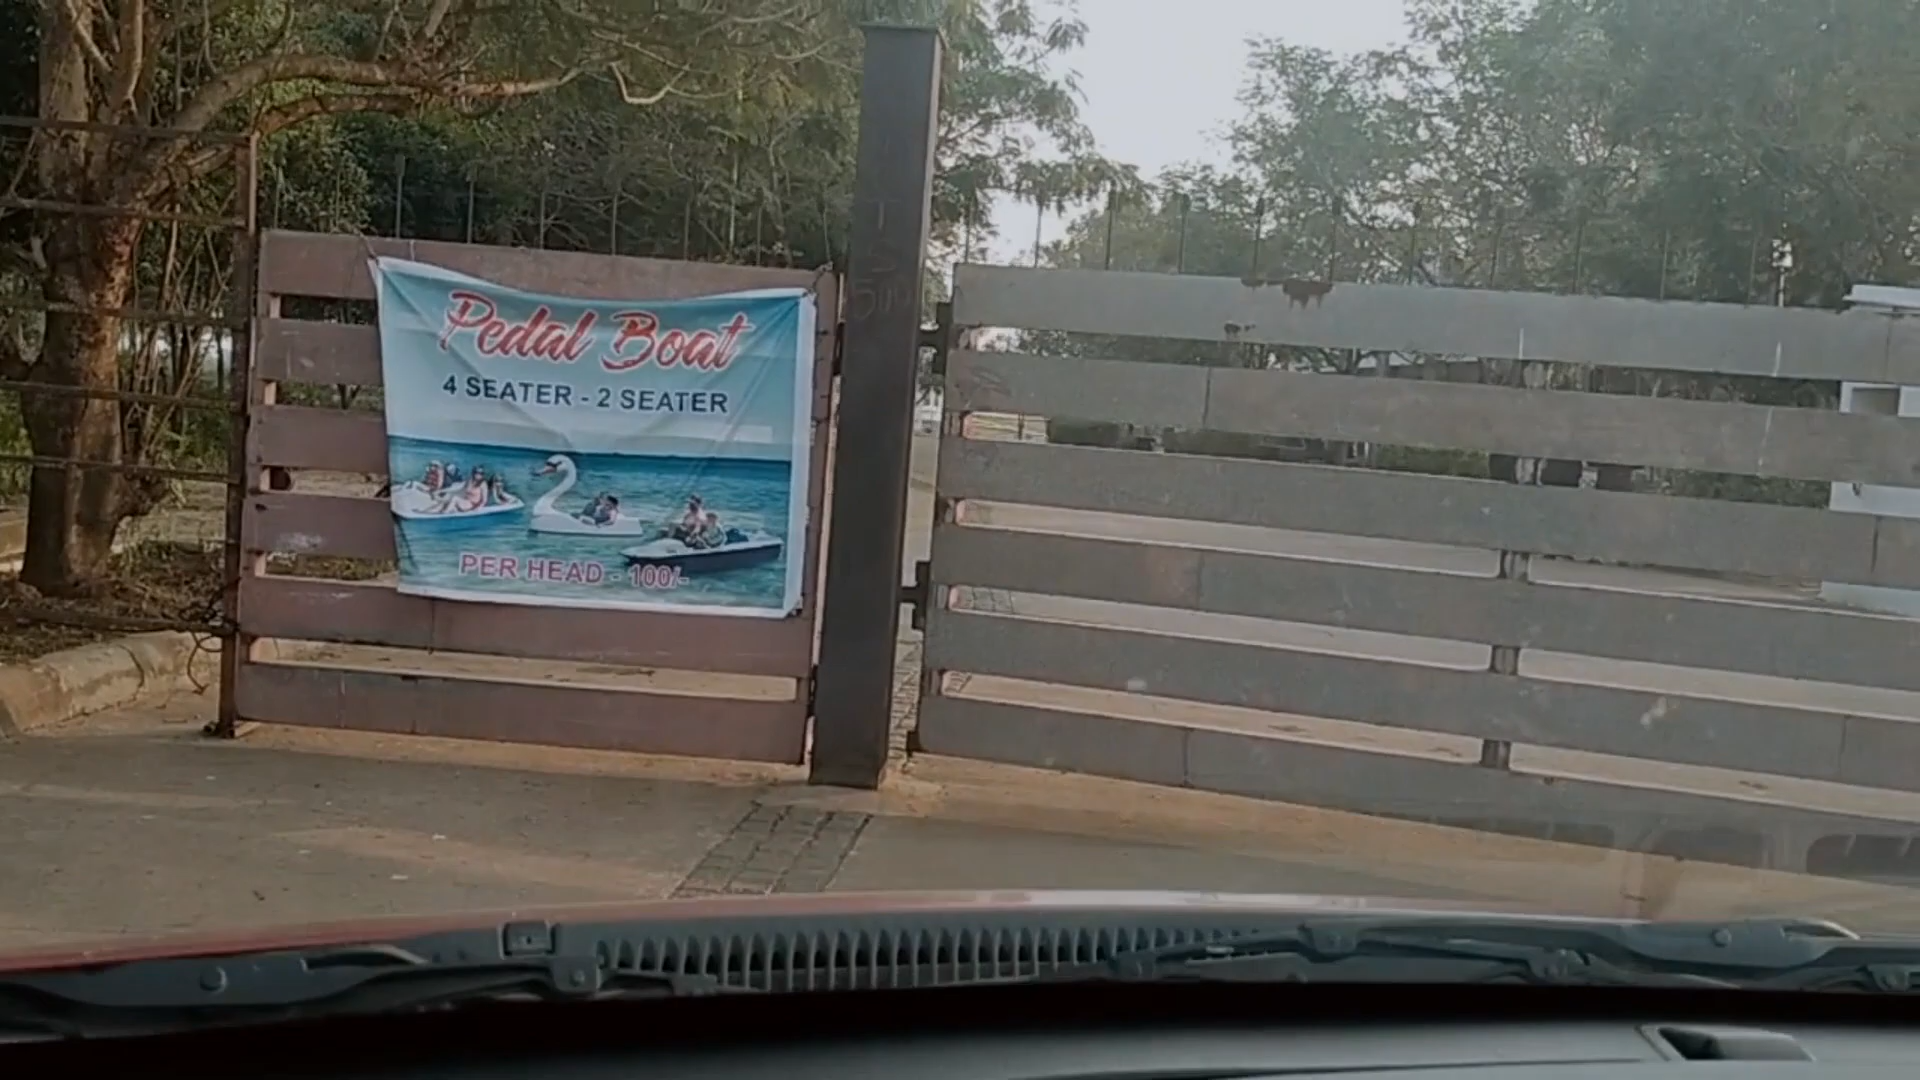 Pedal Boat
4 SEATER - 2 SEATER
PER HEAD - 100/-